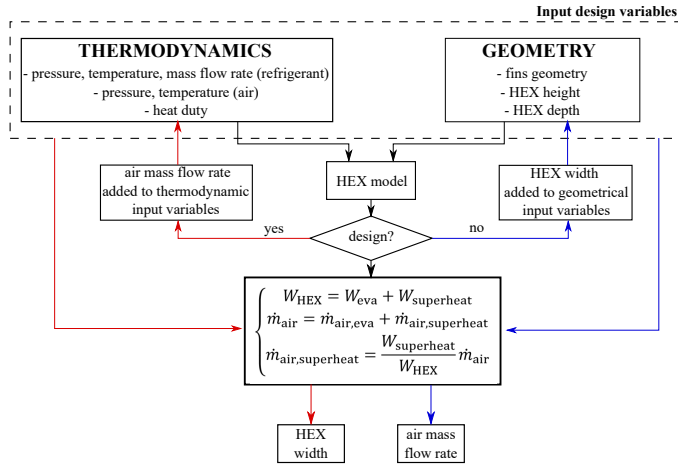 Input design variables
THERMODYNAMICS
- pressure, temperature, mass flow rate (refrigerant)
- pressure, temperature (air)
- heat duty
GEOMETRY
- fins geometry
- HEX height
- HEX depth
air mass flow rate
added to thermodynamic
input variables
HEX model
HEX width
added to geometrical
input variables
yes
design?
no
W_HEX = W_eva + W_superheat
ṁ_air = ṁ_air,eva + ṁ_air,superheat
ṁ_air,superheat = W_superheat / W_HEX ṁ_air
HEX
width
air mass
flow rate